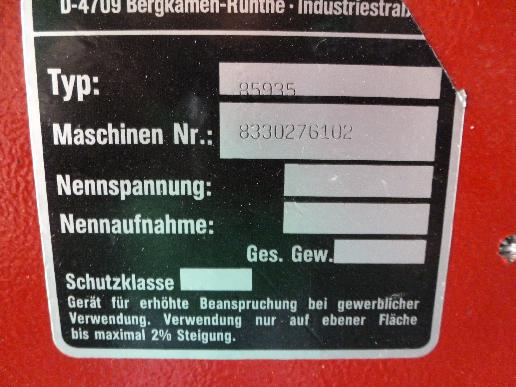 D-4709 Bergkamen-Rünthe · Industriestra
Typ: 85935
Maschinen Nr.: 8330276102
Nennspannung:
Nennaufnahme:
Ges. Gew.
Schutzklasse
Gerät für erhöhte Beanspruchung bei gewerblicher
Verwendung. Verwendung nur auf ebener Fläche
bis maximal 2% Steigung.